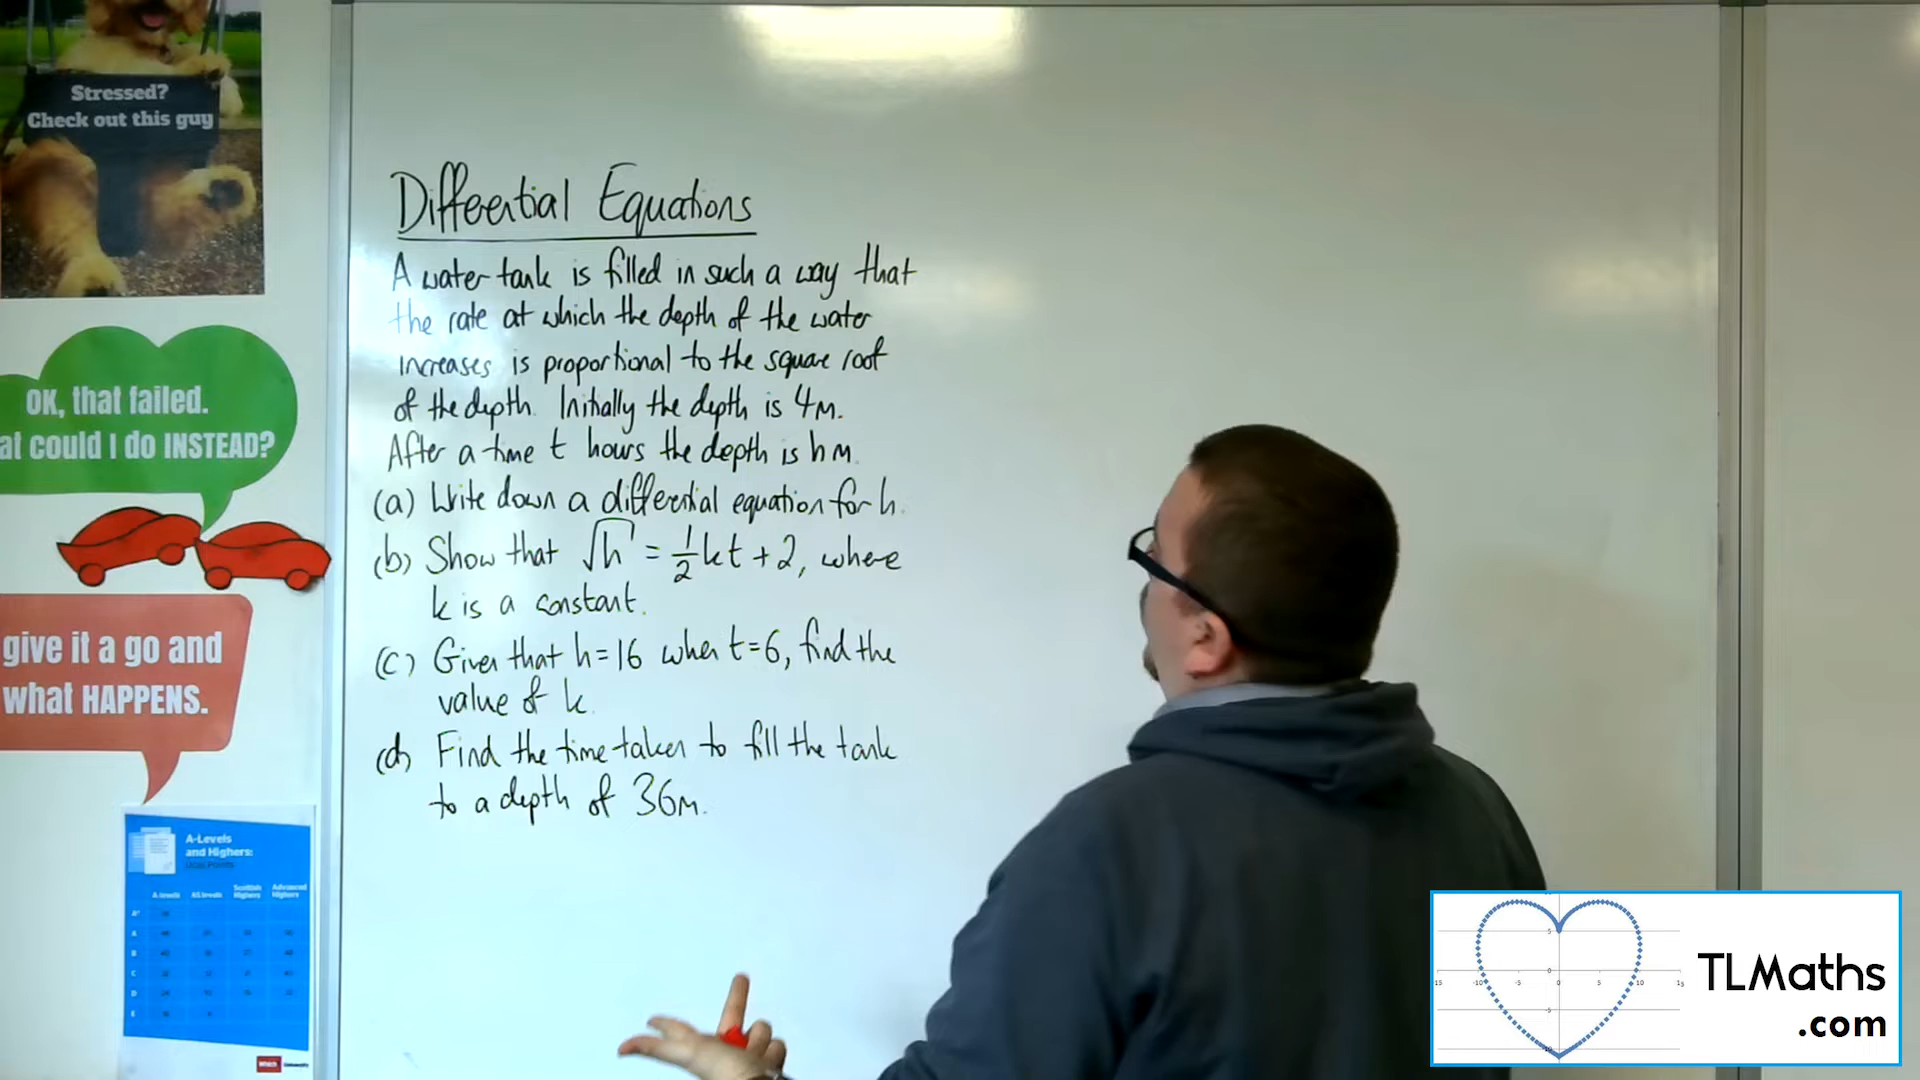 Stressed?
Check out this guy
OK, that failed.
at could I do INSTEAD?
give it a go and
what HAPPENS.
A-Levels
and Highers:
Differential Equations
A water tank is filled in such a way that
the rate at which the depth of the water
increases is proportional to the square root
of the depth. Initially the depth is 4m.
After a time t hours the depth is h m.
(a) Write down a differential equation for h.
(b) Show that √h = 1/2 kt + 2, where
k is a constant.
(c) Given that h=16 when t=6, find the
value of k.
(d) Find the time taken to fill the tank
to a depth of 36m.
TLMaths
.com